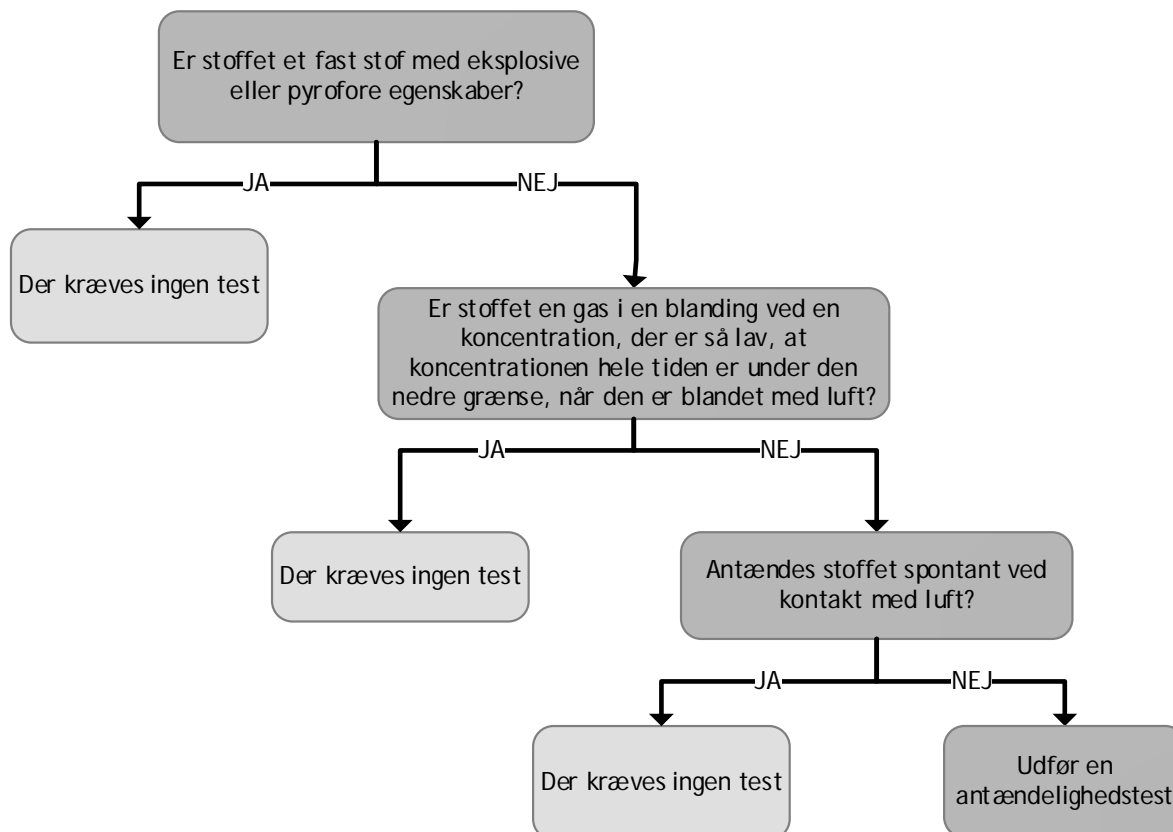 Er stoffet et fast stof med eksplosive
eller pyrofore egenskaber?
JA
NEJ
Der kræves ingen test
Er stoffet en gas i en blanding ved en
koncentration, der er så lav, at
koncentrationen hele tiden er under den
nedre grænse, når den er blandet med luft?
JA
NEJ
Der kræves ingen test
Antændes stoffet spontant ved
kontakt med luft?
JA
NEJ
Der kræves ingen test
Udfør en
antændelighedstest